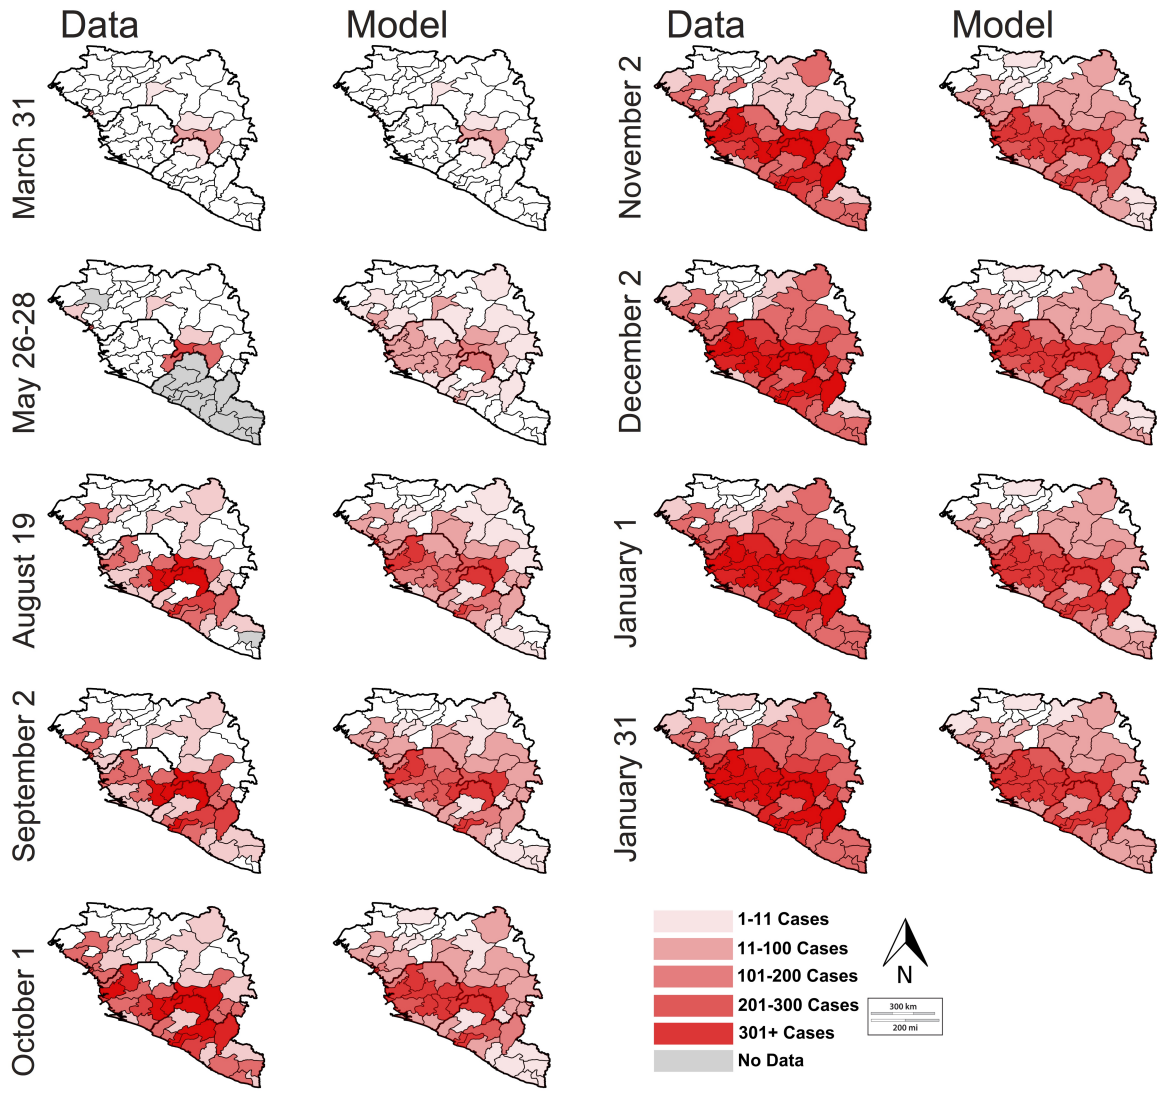 Data Model Data Model
March 31
November 2
May 26-28
December 2
August 19
January 1
September 2
January 31
October 1
1-11 Cases
11-100 Cases
101-200 Cases
201-300 Cases
301+ Cases
No Data
N
300 km
200 mi